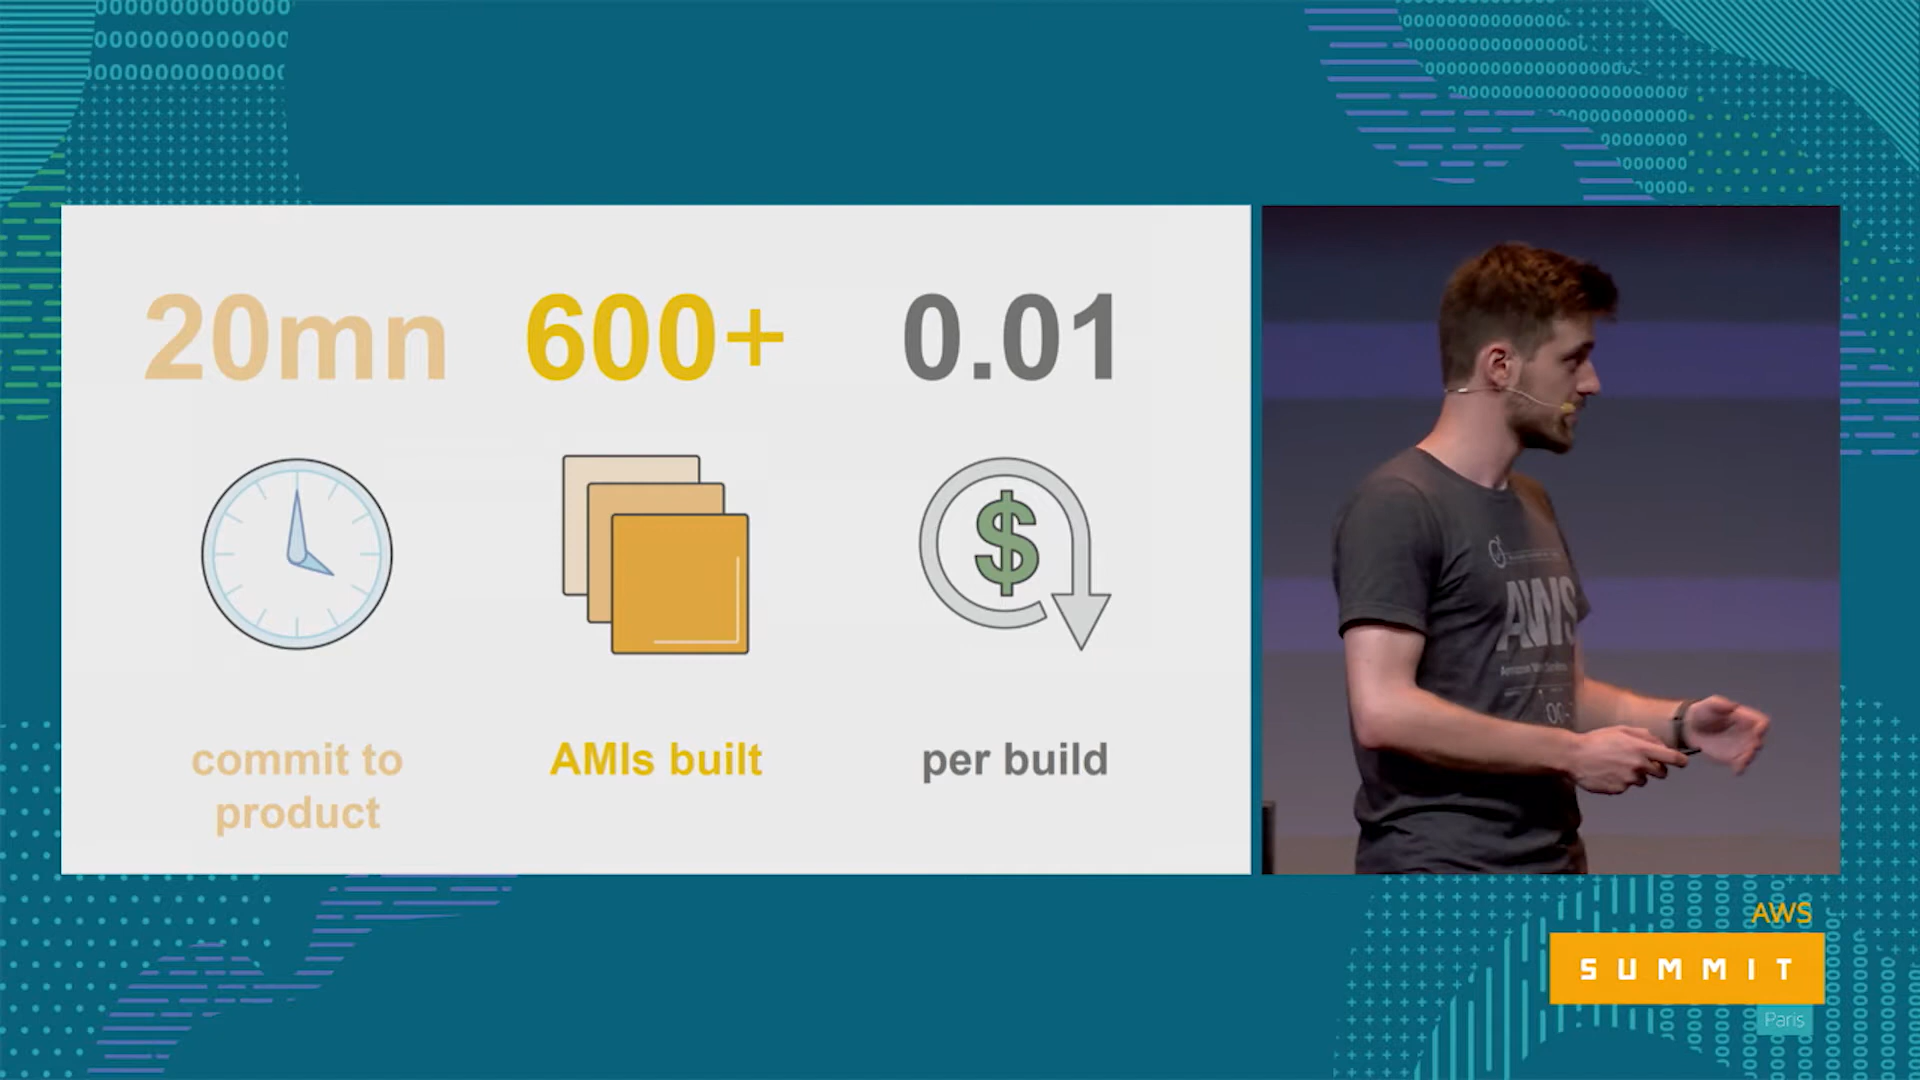 20mn 600+ 0.01
commit to AMIs built per build
product
AWS
AWS
SUMMIT
Paris